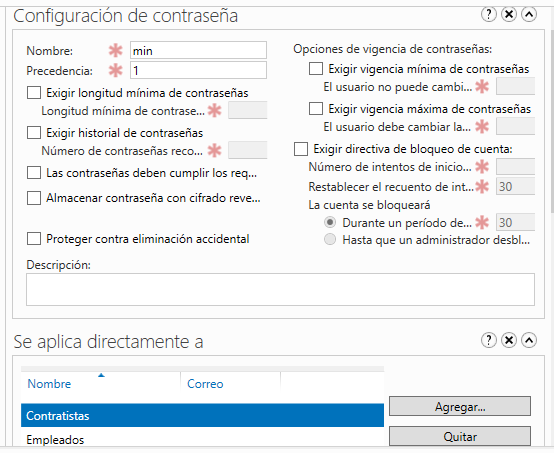 Configuración de contraseña
Nombre: min
Precedencia: 1
Exigir longitud mínima de contraseñas
Longitud mínima de contrase...
Exigir historial de contraseñas
Número de contraseñas reco...
Las contraseñas deben cumplir los req...
Almacenar contraseña con cifrado reve...
Proteger contra eliminación accidental
Opciones de vigencia de contraseñas:
Exigir vigencia mínima de contraseñas
El usuario no puede cambi...
Exigir vigencia máxima de contraseñas
El usuario debe cambiar la...
Exigir directiva de bloqueo de cuenta:
Número de intentos de inicio...
Restablecer el recuento de int... 30
La cuenta se bloqueará
Durante un período de... 30
Hasta que un administrador desbl...
Descripción:
Se aplica directamente a
Nombre Correo
Contratistas
Empleados
Agregar...
Quitar